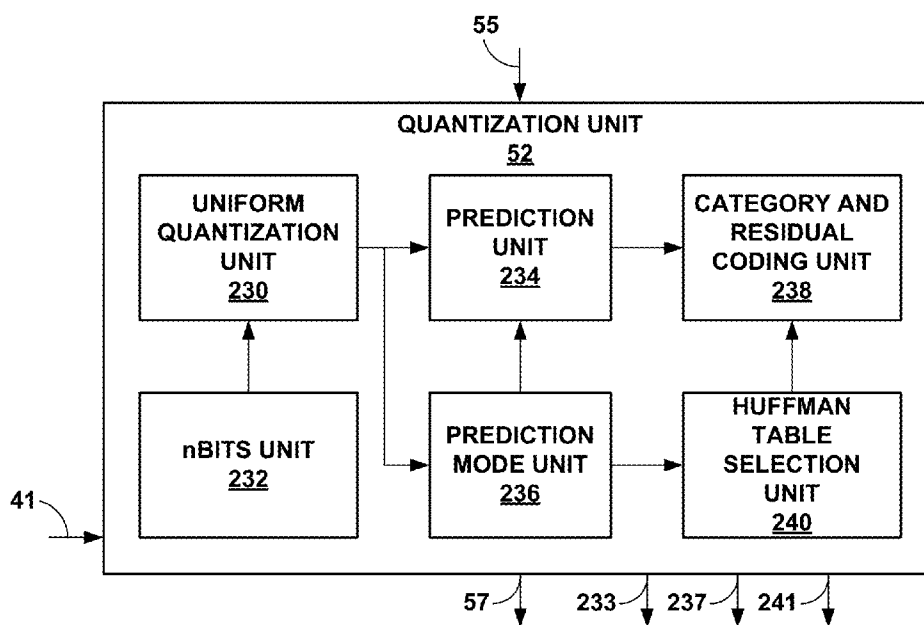 55
QUANTIZATION UNIT
52
UNIFORM
QUANTIZATION
UNIT
230
PREDICTION
UNIT
234
CATEGORY AND
RESIDUAL
CODING UNIT
238
nBITS UNIT
232
PREDICTION
MODE UNIT
236
HUFFMAN
TABLE
SELECTION
UNIT
240
41
57
233
237
241